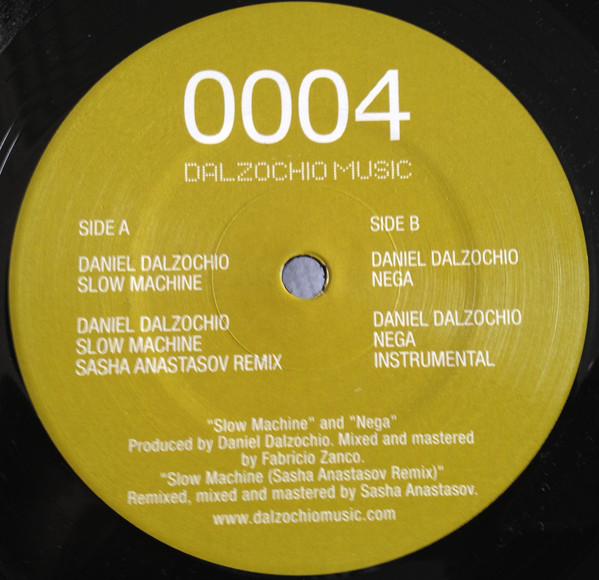 0004
DALZOCHIO MUSIC
SIDE A
DANIEL DALZOCHIO
SLOW MACHINE
DANIEL DALZOCHIO
SLOW MACHINE
SASHA ANASTASOV REMIX
SIDE B
DANIEL DALZOCHIO
NEGA
DANIEL DALZOCHIO
NEGA
INSTRUMENTAL
"Slow Machine" and "Nega"
Produced by Daniel Dalzochio. Mixed and mastered
by Fabricio Zanco.
"Slow Machine (Sasha Anastasov Remix)"
Remixed, mixed and mastered by Sasha Anastasov.
www.dalzochiomusic.com